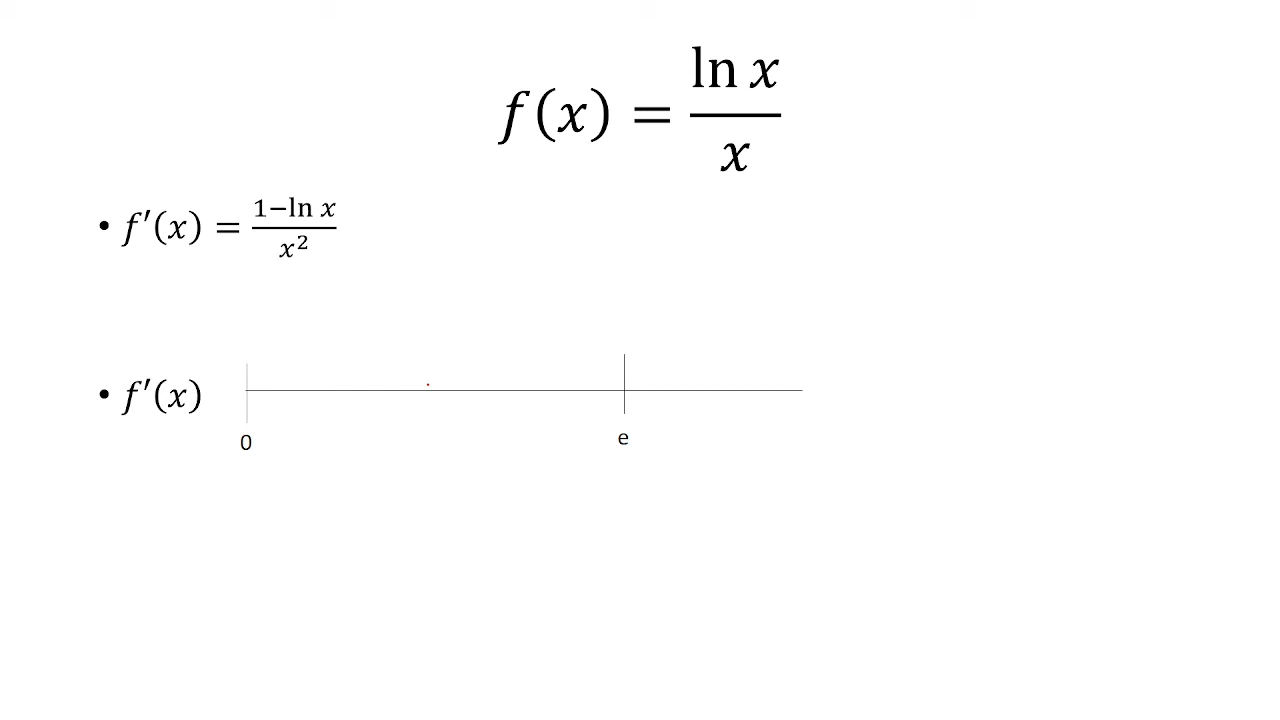 f(x) = ln x / x
• f′(x) = 1−ln x / x²
• f′(x)
0 e